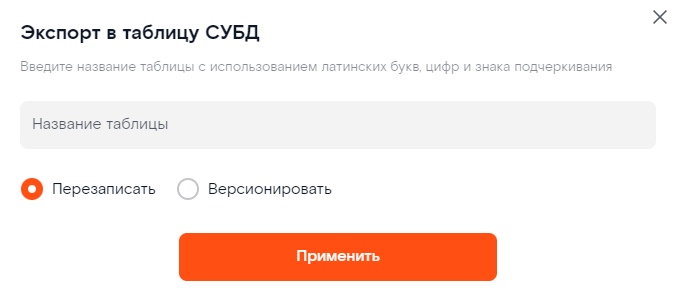 Экспорт в таблицу СУБД
Введите название таблицы с использованием латинских букв, цифр и знака подчеркивания
Название таблицы
Перезаписать
Версионировать
Применить